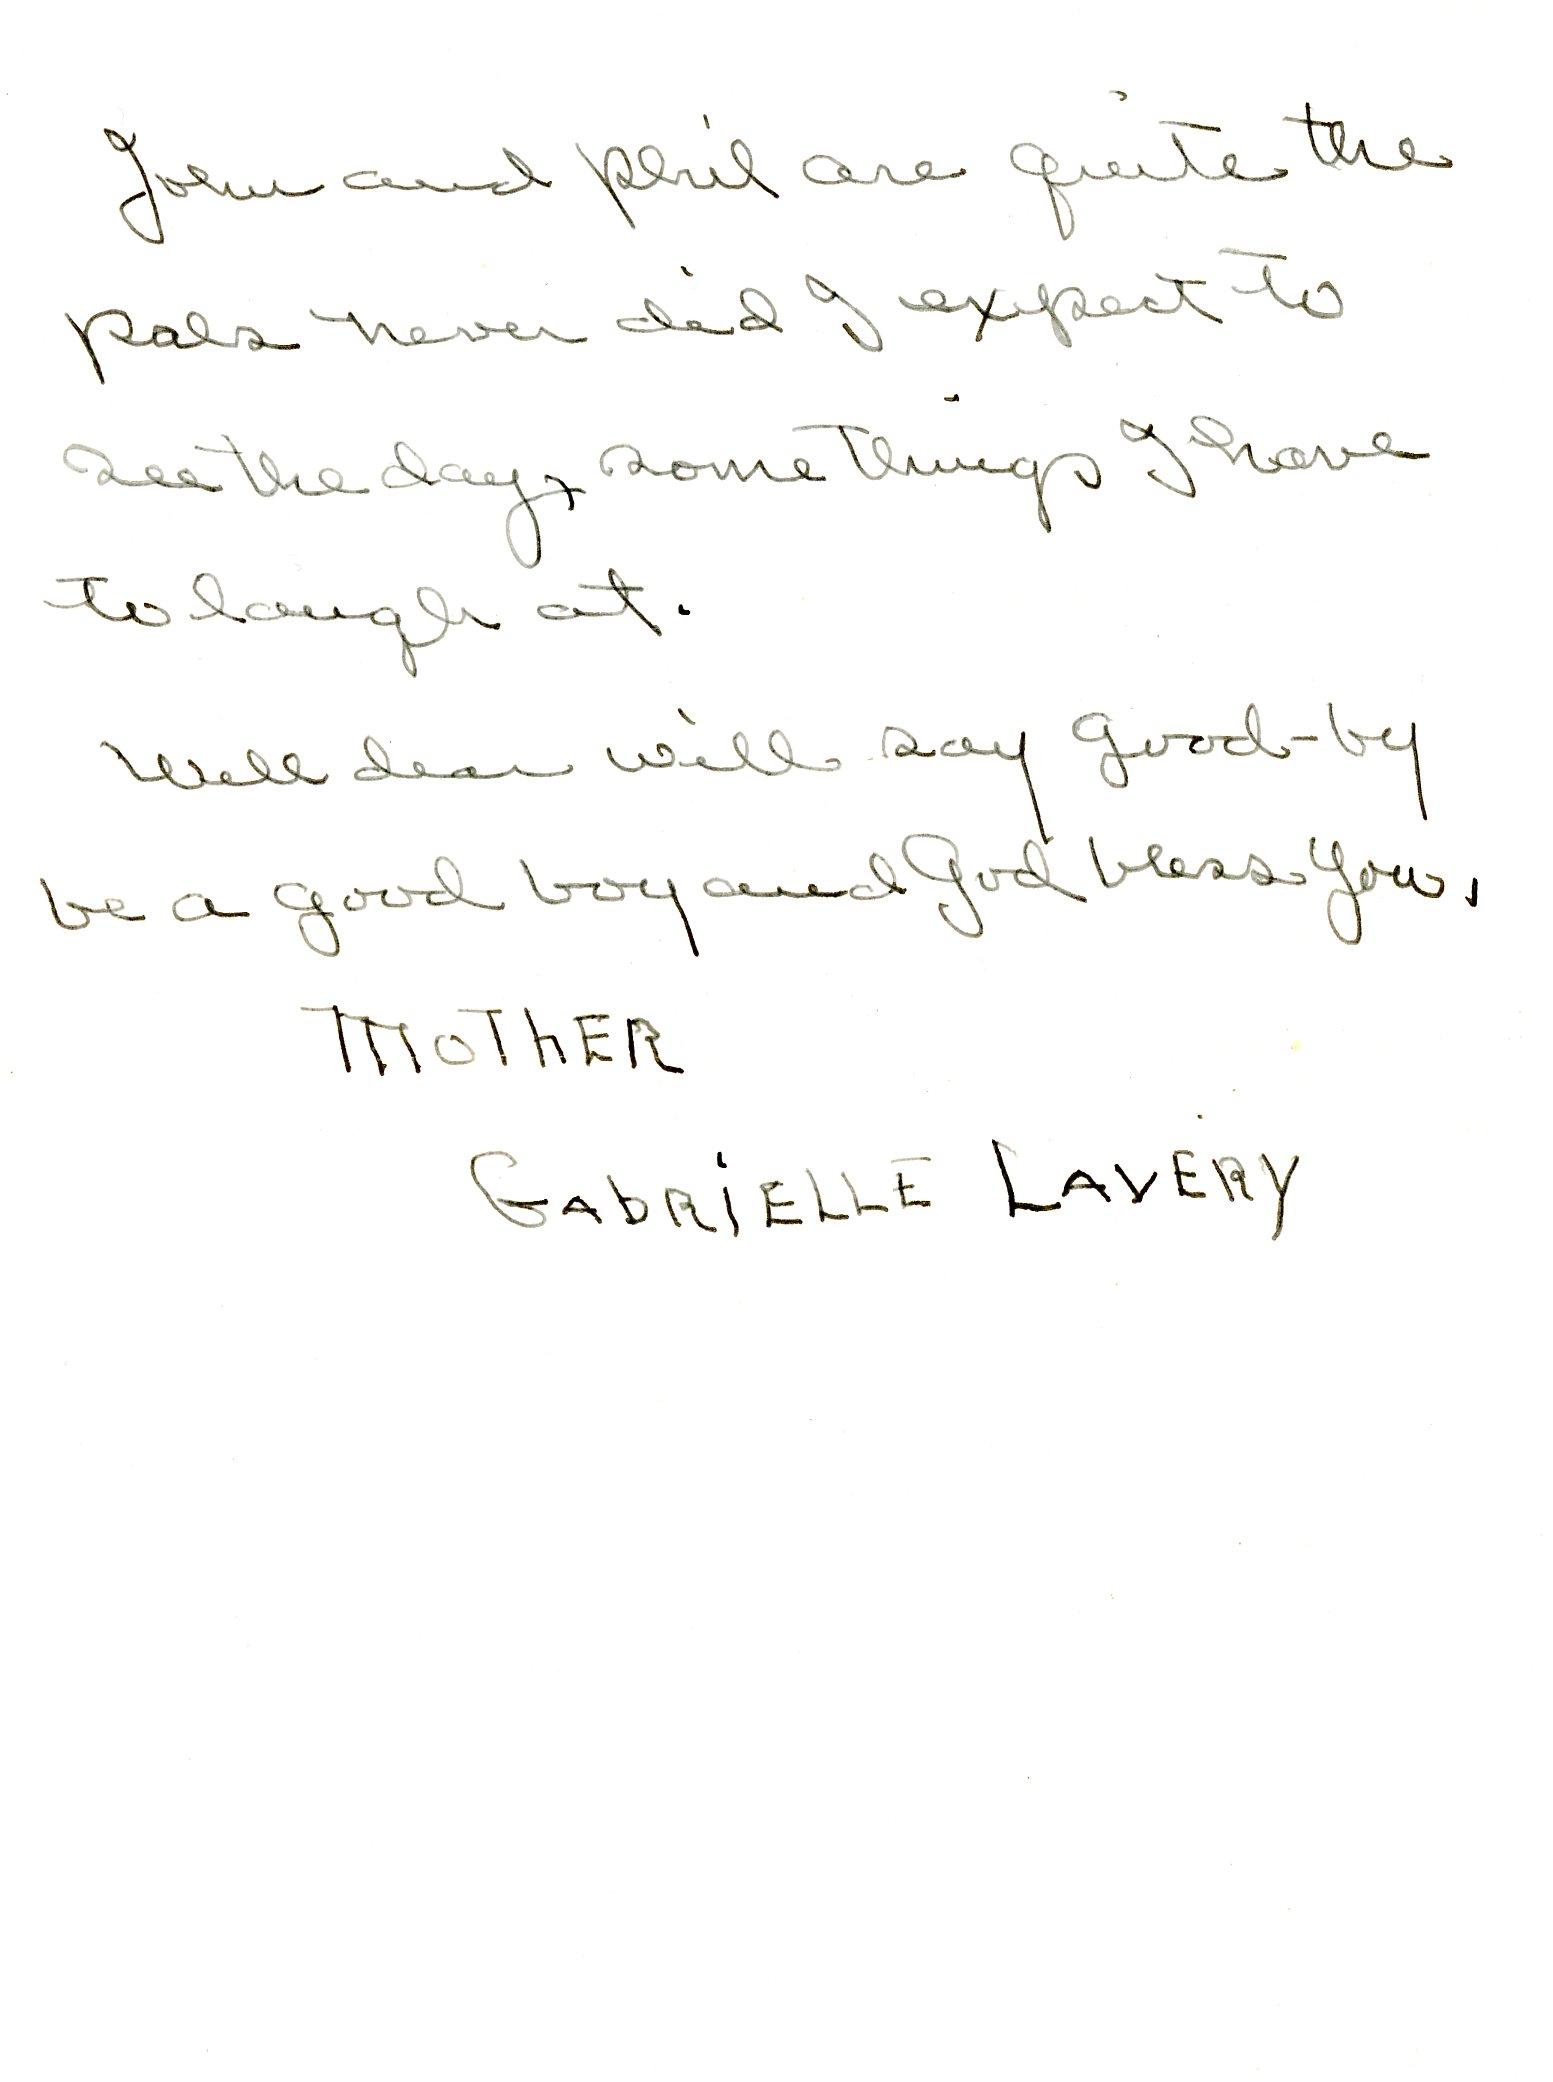 John and phil are quite the
pals never did I expect to
see the day, some things I have
to laugh at.
Well dear will say good-by
be a good boy and God bless you.
MOThER
GAbRiELLE LAVERY